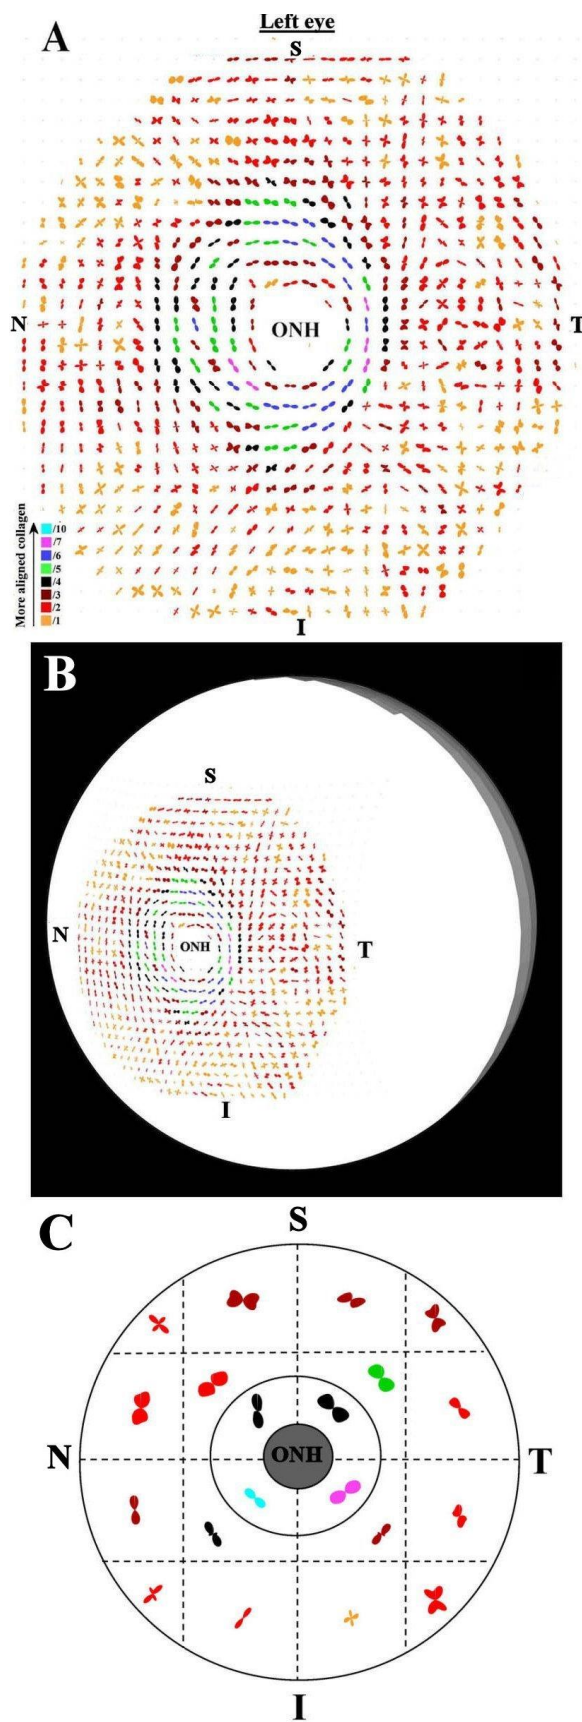 Left eye
A
S
N
ONH
T
More aligned collagen
/10
/7
/6
/5
/4
/3
/2
/1
I
B
S
N
ONH
T
I
C
S
N
ONH
T
I